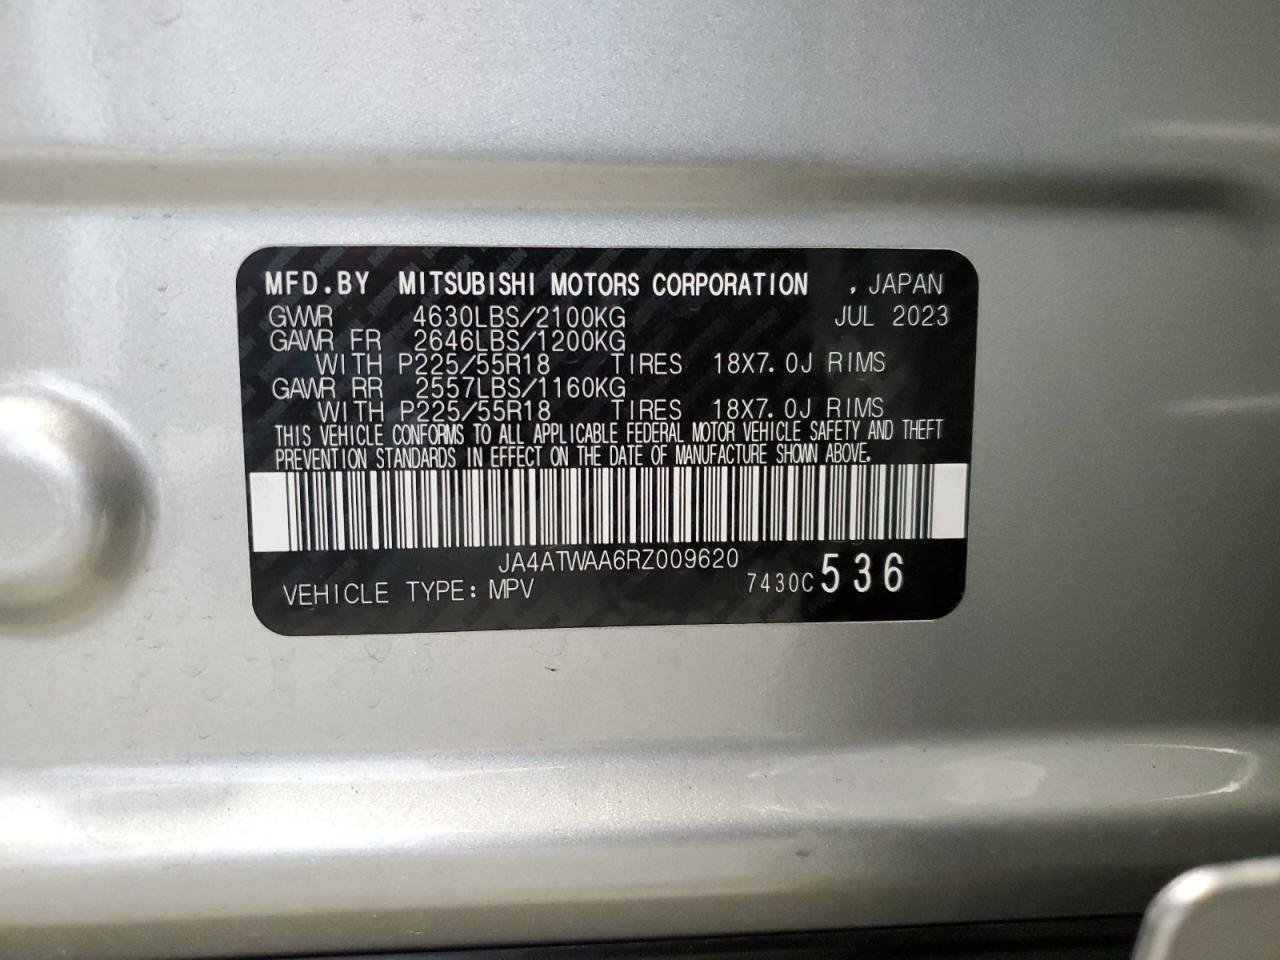 MFD.BY MITSUBISHI MOTORS CORPORATION , JAPAN
GVWR 4630LBS/2100KG JUL 2023
GAWR FR 2646LBS/1200KG
WITH P225/55R18 TIRES 18X7.0J RIMS
GAWR RR 2557LBS/1160KG
WITH P225/55R18 TIRES 18X7.0J RIMS
THIS VEHICLE CONFORMS TO ALL APPLICABLE FEDERAL MOTOR VEHICLE SAFETY AND THEFT
PREVENTION STANDARDS IN EFFECT ON THE DATE OF MANUFACTURE SHOWN ABOVE.
JA4ATWAA6RZ009620
VEHICLE TYPE: MPV 7430C 536